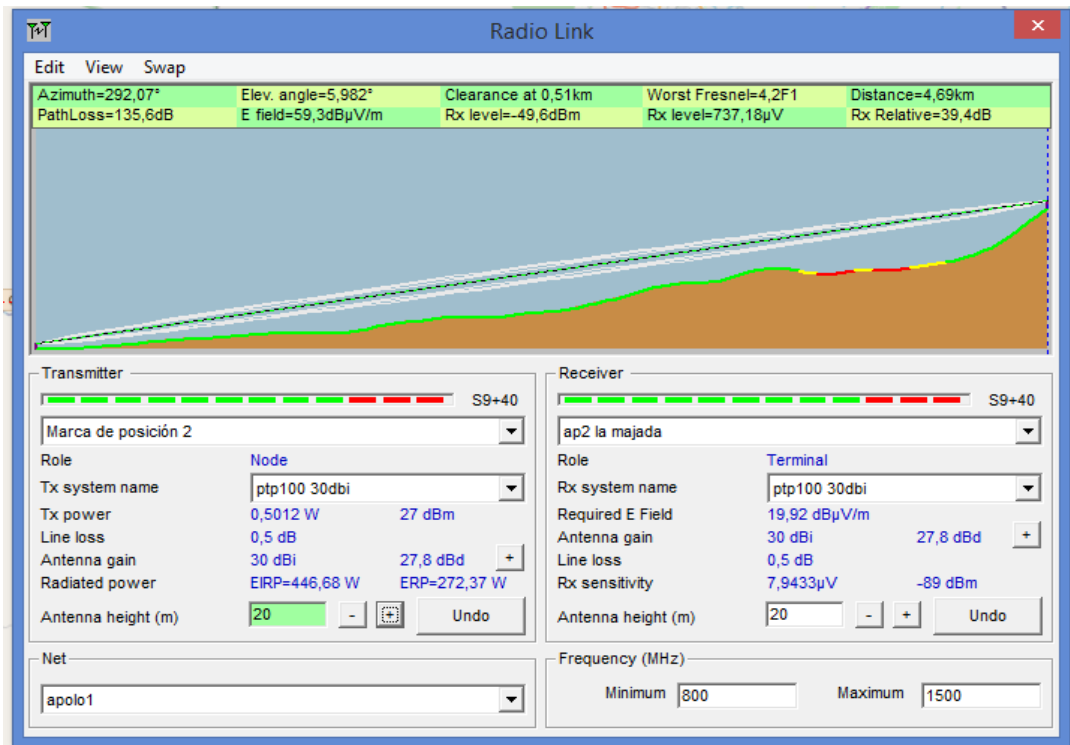 Radio Link
Edit View Swap
Azimuth=292,07° Elev. angle=5,982° Clearance at 0,51km Worst Fresnel=4,2F1 Distance=4,69km
PathLoss=135,6dB E field=59,3dBµV/m Rx level=-49,6dBm Rx level=737,18µV Rx Relative=39,4dB
Transmitter
S9+40
Marca de posición 2
Role Node
Tx system name ptp100 30dbi
Tx power 0,5012 W 27 dBm
Line loss 0,5 dB
Antenna gain 30 dBi 27,8 dBd +
Radiated power EIRP=446,68 W ERP=272,37 W
Antenna height (m) 20 - + Undo
Net
apolo1
Receiver
S9+40
ap2 la majada
Role Terminal
Rx system name ptp100 30dbi
Required E Field 19,92 dBµV/m
Antenna gain 30 dBi 27,8 dBd +
Line loss 0,5 dB
Rx sensitivity 7,9433µV -89 dBm
Antenna height (m) 20 - + Undo
Frequency (MHz)
Minimum 800 Maximum 1500